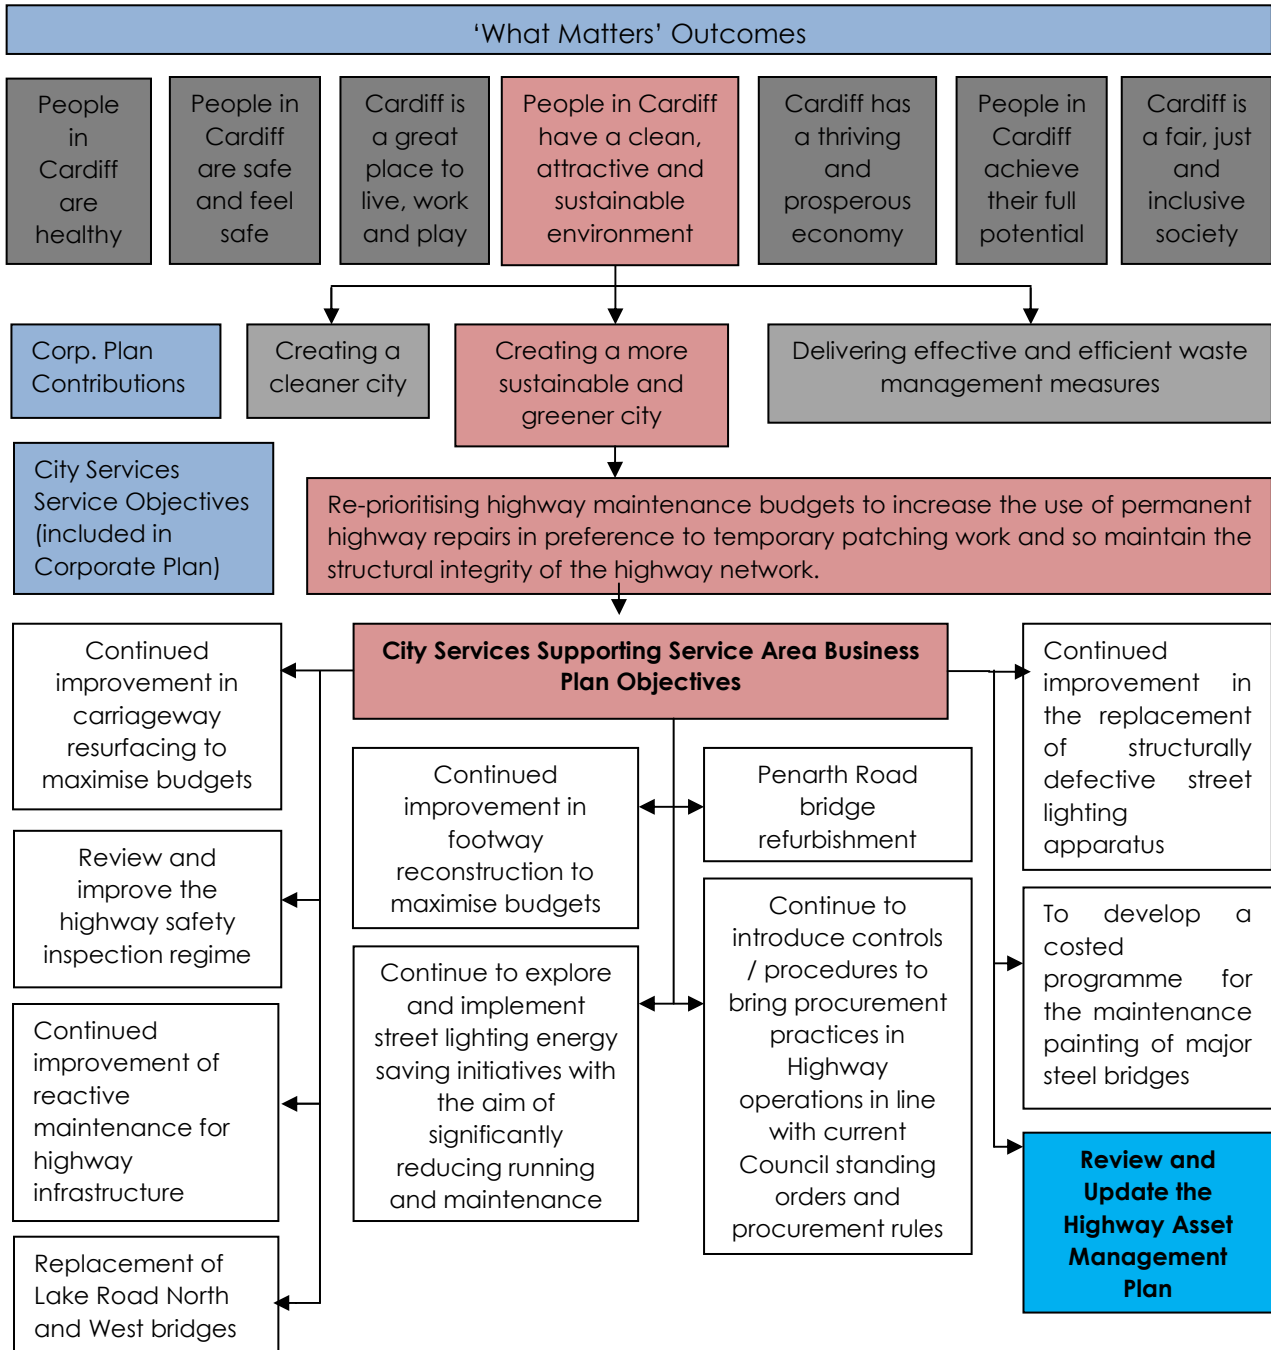 ‘What Matters’ Outcomes
People
in
Cardiff
are
healthy
People in
Cardiff
are safe
and feel
safe
Cardiff is
a great
place to
live, work
and play
People in Cardiff
have a clean,
attractive and
sustainable
environment
Cardiff has
a thriving
and
prosperous
economy
People in
Cardiff
achieve
their full
potential
Cardiff is
a fair, just
and
inclusive
society
Corp. Plan
Contributions
Creating a
cleaner city
Creating a more
sustainable and
greener city
Delivering effective and efficient waste
management measures
City Services
Service Objectives
(included in
Corporate Plan)
Re-prioritising highway maintenance budgets to increase the use of permanent
highway repairs in preference to temporary patching work and so maintain the
structural integrity of the highway network.
City Services Supporting Service Area Business
Plan Objectives
Continued
improvement in
carriageway
resurfacing to
maximise budgets
Review and
improve the
highway safety
inspection regime
Continued
improvement of
reactive
maintenance for
highway
infrastructure
Replacement of
Lake Road North
and West bridges
Continued
improvement in
footway
reconstruction to
maximise budgets
Continue to explore
and implement
street lighting energy
saving initiatives with
the aim of
significantly
reducing running
and maintenance
Penarth Road
bridge
refurbishment
Continue to
introduce controls
/ procedures to
bring procurement
practices in
Highway
operations in line
with current
Council standing
orders and
procurement rules
Continued
improvement in
the replacement
of structurally
defective street
lighting
apparatus
To develop a
costed
programme for
the maintenance
painting of major
steel bridges
Review and
Update the
Highway Asset
Management
Plan